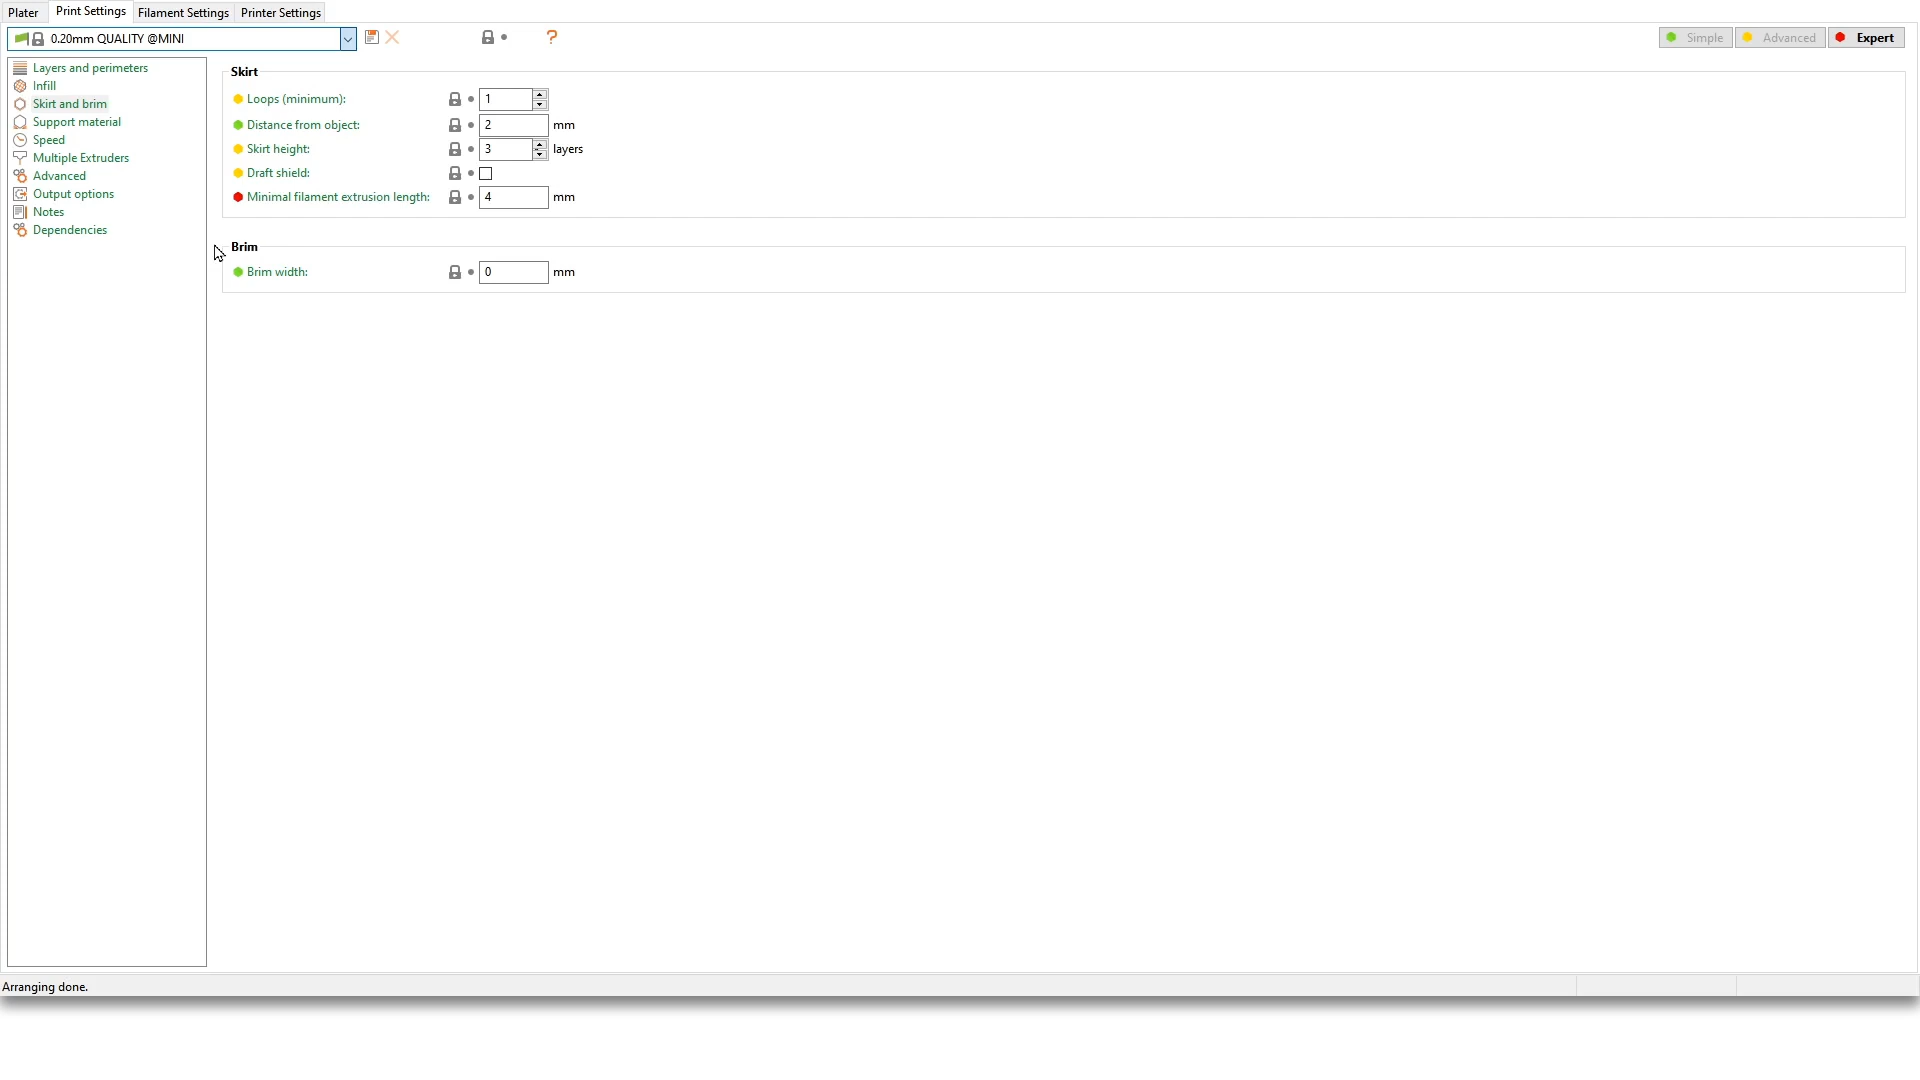 Plater Print Settings Filament Settings Printer Settings
0.20mm QUALITY @MINI ? Simple Advanced Expert
Layers and perimeters
Infill
Skirt and brim
Support material
Speed
Multiple Extruders
Advanced
Output options
Notes
Dependencies
Skirt
Loops (minimum): 1
Distance from object: 2 mm
Skirt height: 3 layers
Draft shield:
Minimal filament extrusion length: 4 mm
Brim
Brim width: 0 mm
Arranging done.